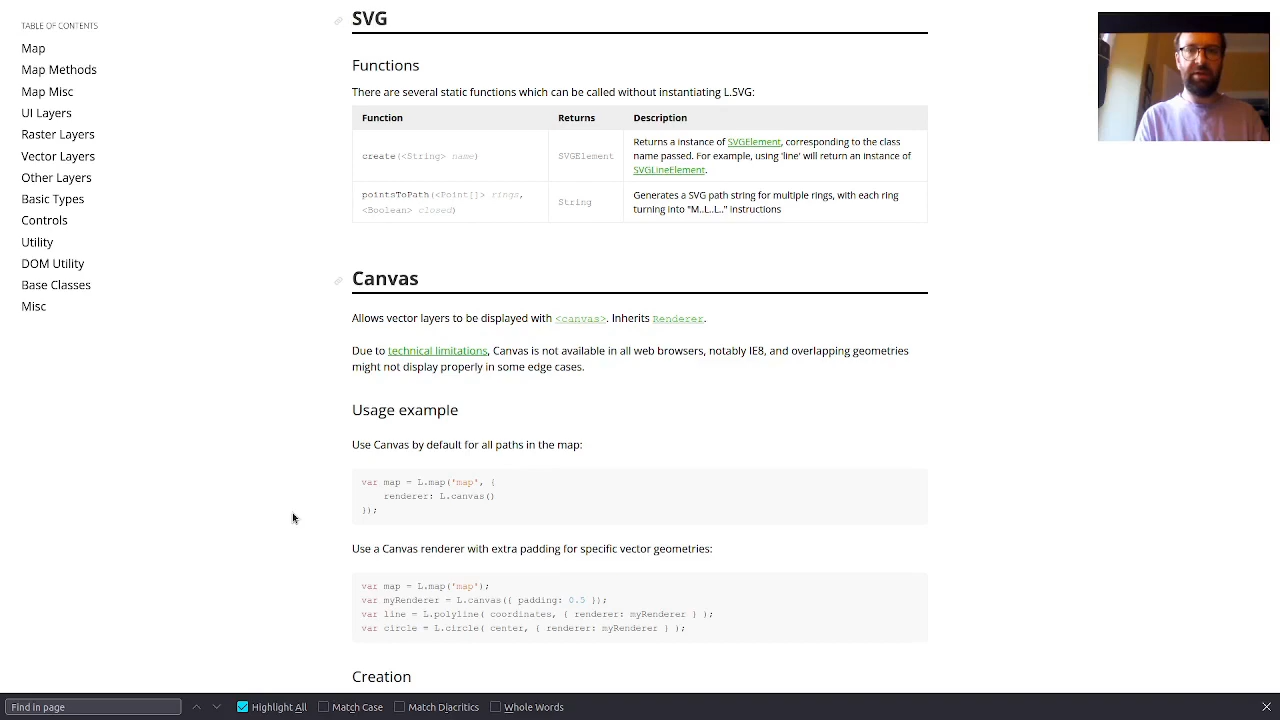 TABLE OF CONTENTS
Map
Map Methods
Map Misc
UI Layers
Raster Layers
Vector Layers
Other Layers
Basic Types
Controls
Utility
DOM Utility
Base Classes
Misc
SVG
Functions
There are several static functions which can be called without instantiating L.SVG:
Function Returns Description
create(<String> name) SVGElement Returns a instance of SVGElement, corresponding to the class
name passed. For example, using 'line' will return an instance of
SVGLineElement.
pointsToPath(<Point[]> rings, String Generates a SVG path string for multiple rings, with each ring
<Boolean> closed) turning into "M..L..L.." instructions
Canvas
Allows vector layers to be displayed with <canvas>. Inherits Renderer.
Due to technical limitations, Canvas is not available in all web browsers, notably IE8, and overlapping geometries
might not display properly in some edge cases.
Usage example
Use Canvas by default for all paths in the map:
var map = L.map('map', {
    renderer: L.canvas()
});
Use a Canvas renderer with extra padding for specific vector geometries:
var map = L.map('map');
var myRenderer = L.canvas({ padding: 0.5 });
var line = L.polyline( coordinates, { renderer: myRenderer } );
var circle = L.circle( center, { renderer: myRenderer } );
Creation
Find in page Highlight All Match Case Match Diacritics Whole Words